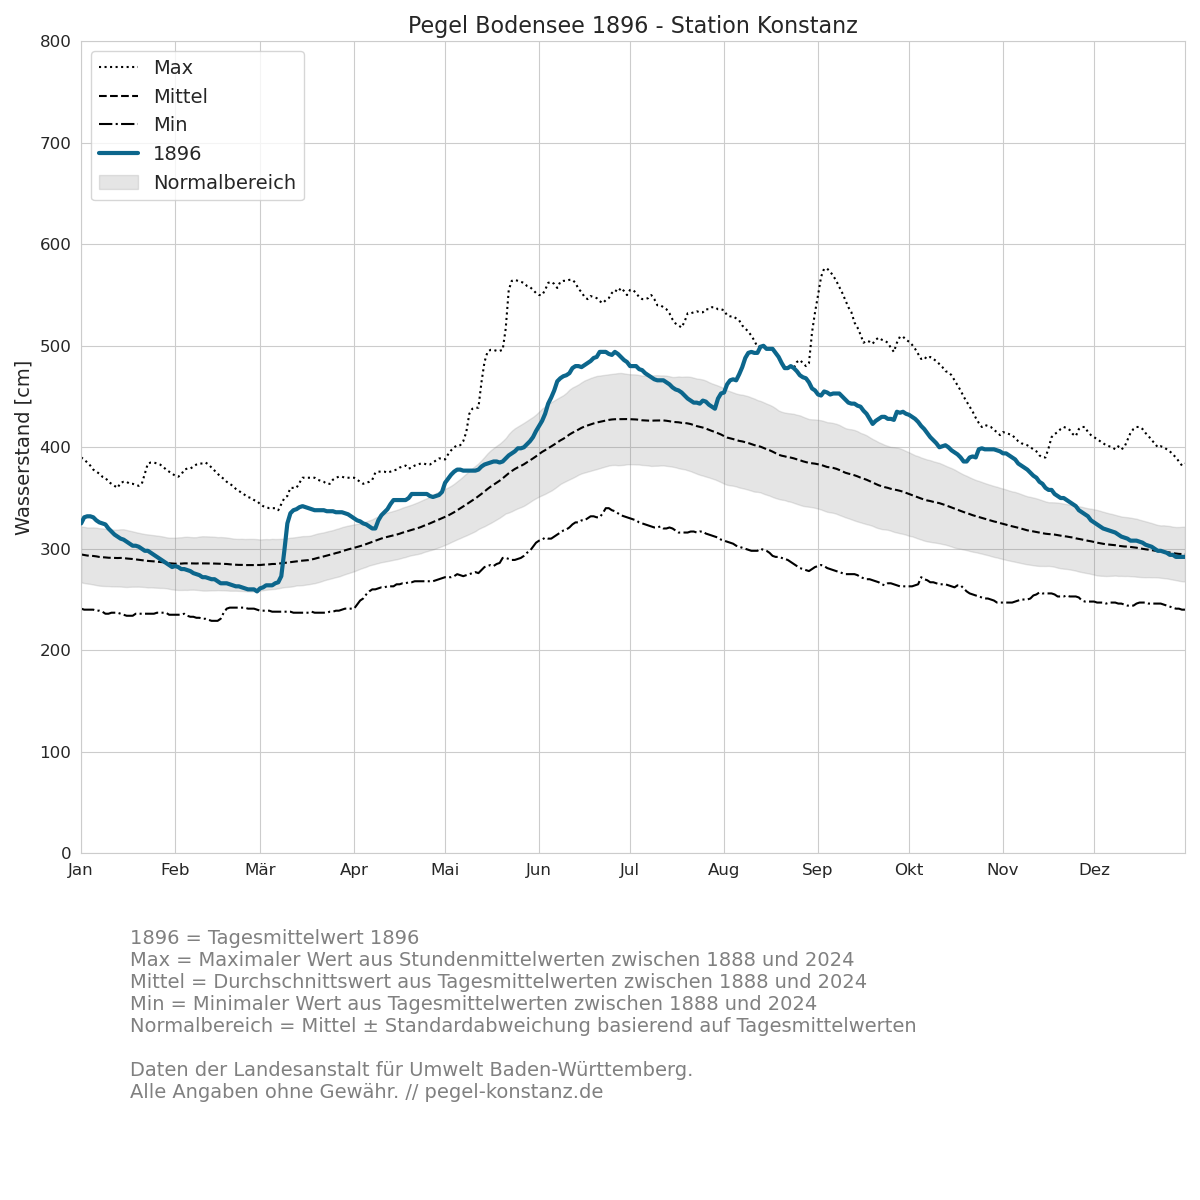 Pegel Bodensee 1896 - Station Konstanz
800
700
600
500
400
300
200
100
0
Wasserstand [cm]
Max
Mittel
Min
1896
Normalbereich
Jan Feb Mär Apr Mai Jun Jul Aug Sep Okt Nov Dez
1896 = Tagesmittelwert 1896
Max = Maximaler Wert aus Stundenmittelwerten zwischen 1888 und 2024
Mittel = Durchschnittswert aus Tagesmittelwerten zwischen 1888 und 2024
Min = Minimaler Wert aus Tagesmittelwerten zwischen 1888 und 2024
Normalbereich = Mittel ± Standardabweichung basierend auf Tagesmittelwerten
Daten der Landesanstalt für Umwelt Baden-Württemberg.
Alle Angaben ohne Gewähr. // pegel-konstanz.de